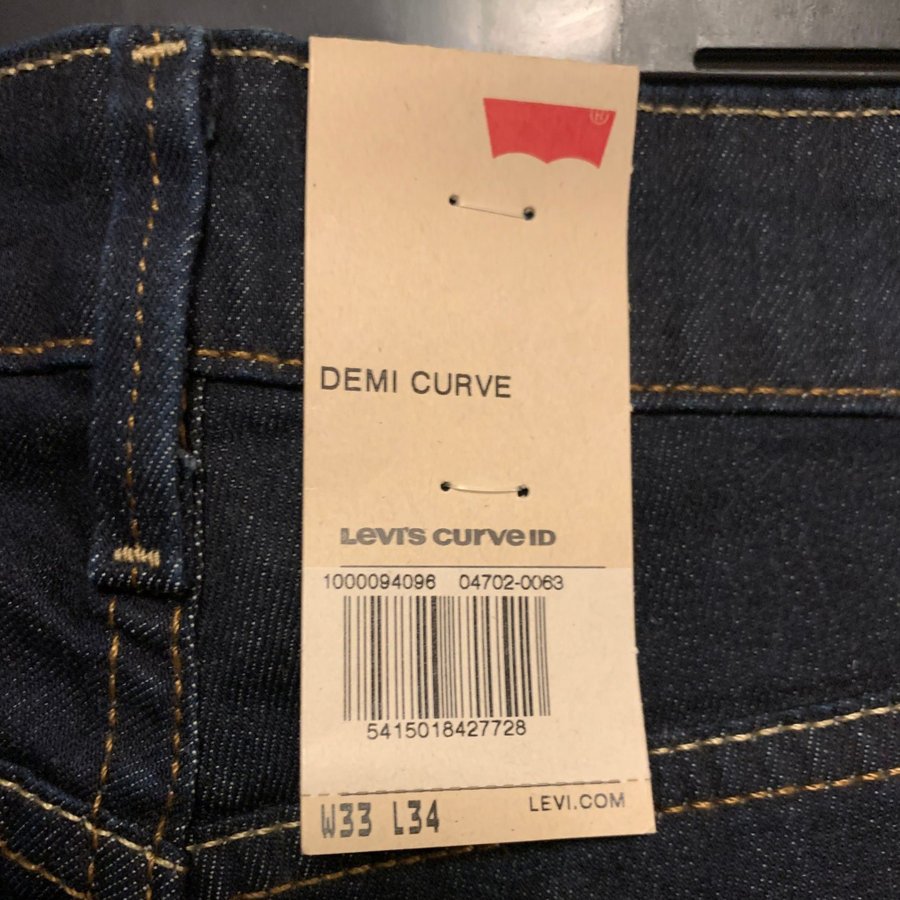 ®
DEMI CURVE
Levi's curve ID
1000094096 04702-0063
5415018427728
W33 L34 LEVI.COM